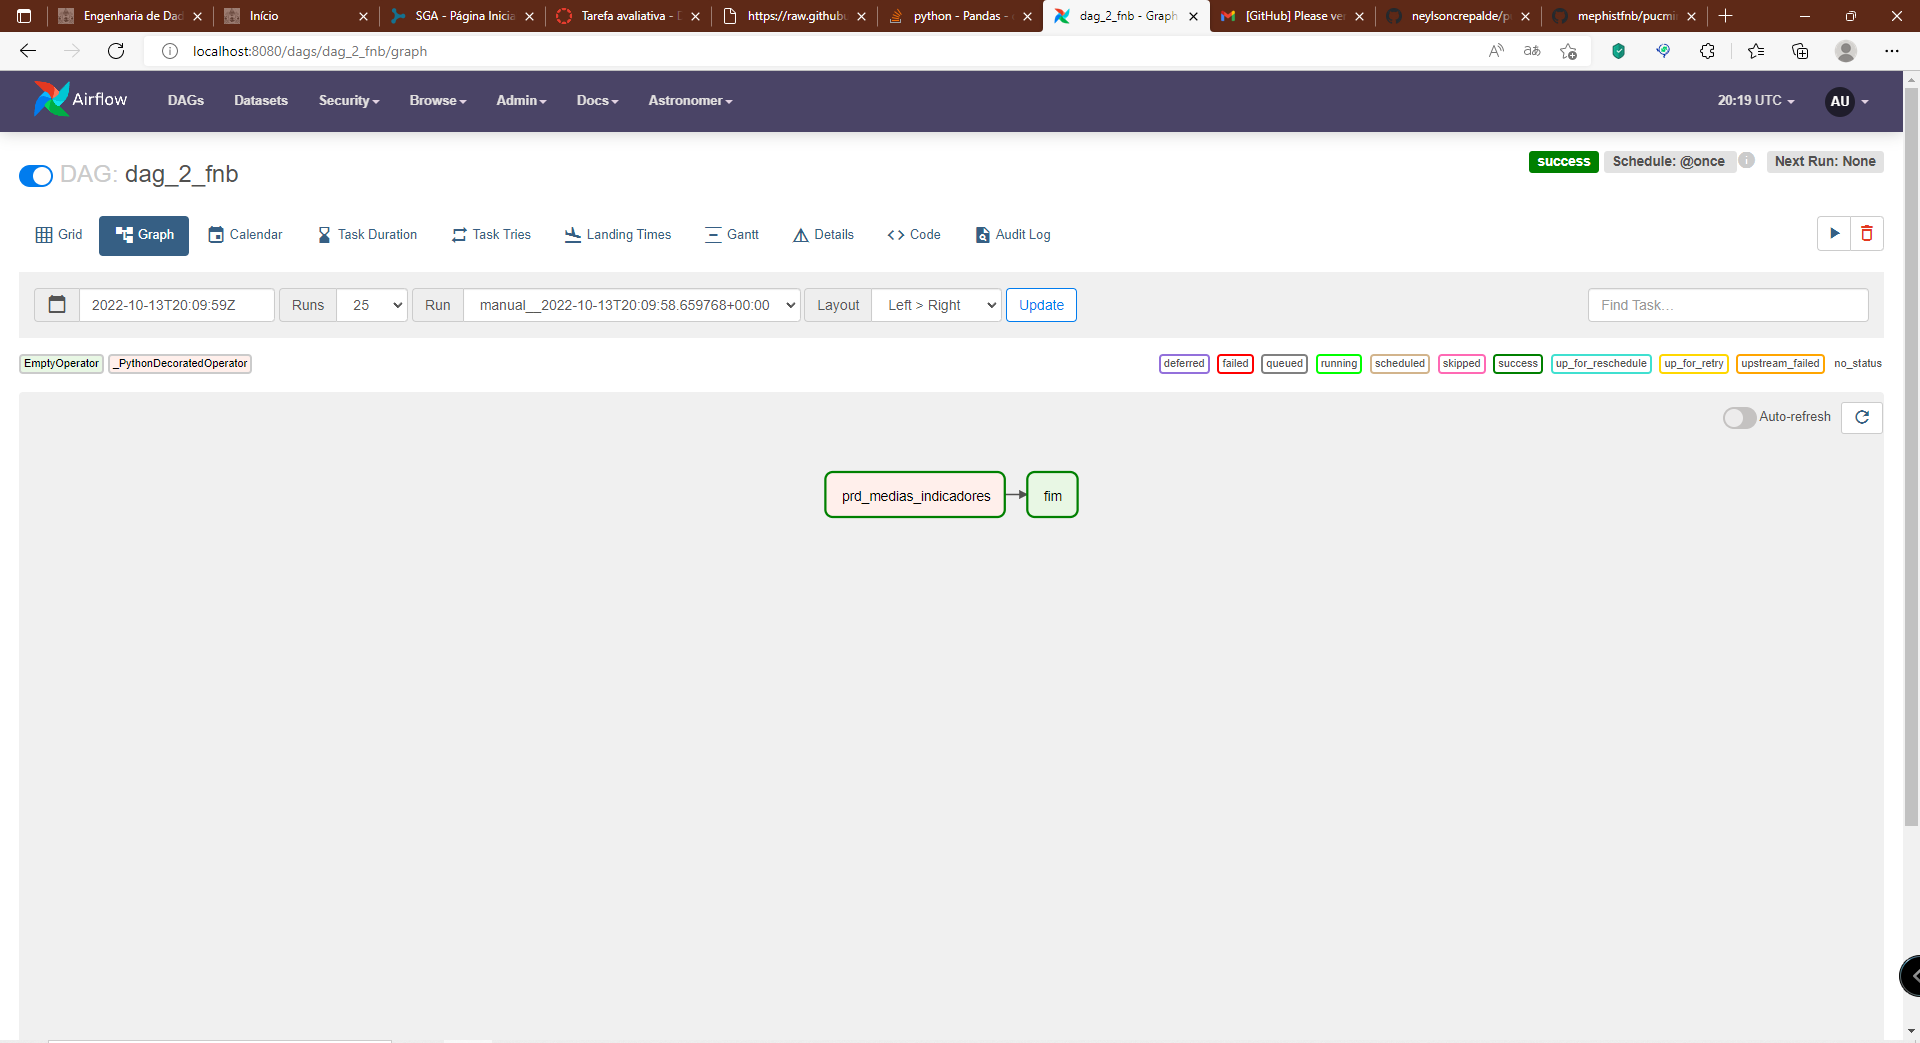 Engenharia de Dad
Início
SGA - Página Inicia
Tarefa avaliativa - D
https://raw.githubu
python - Pandas -
dag_2_fnb - Graph
[GitHub] Please ve
neylsoncrepalde/p
mephistfnb/pucmi
localhost:8080/dags/dag_2_fnb/graph
Airflow
DAGs
Datasets
Security
Browse
Admin
Docs
Astronomer
20:19 UTC
AU
DAG: dag_2_fnb
success
Schedule: @once
i
Next Run: None
Grid
Graph
Calendar
Task Duration
Task Tries
Landing Times
Gantt
Details
Code
Audit Log
2022-10-13T20:09:59Z
Runs
25
Run
manual__2022-10-13T20:09:58.659768+00:00
Layout
Left > Right
Update
Find Task...
EmptyOperator
_PythonDecoratedOperator
deferred
failed
queued
running
scheduled
skipped
success
up_for_reschedule
up_for_retry
upstream_failed
no_status
Auto-refresh
prd_medias_indicadores
fim